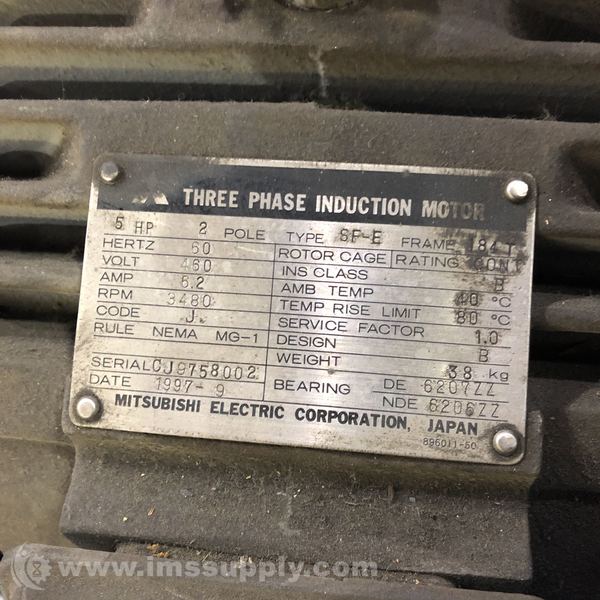 THREE PHASE INDUCTION MOTOR
5 HP 2 POLE TYPE SF-E FRAME 184T
HERTZ 60 ROTOR CAGE RATING CONT
VOLT 460 INS CLASS B
AMP 6.2 AMB TEMP 40 °C
RPM 3480 TEMP RISE LIMIT 80 °C
CODE J SERVICE FACTOR 1.0
RULE NEMA MG-1 DESIGN B
WEIGHT 38 kg
SERIAL CJ9758002 BEARING DE 6207ZZ
DATE 1997-9 NDE 6206ZZ
MITSUBISHI ELECTRIC CORPORATION, JAPAN
896011-50
www.imssupply.com